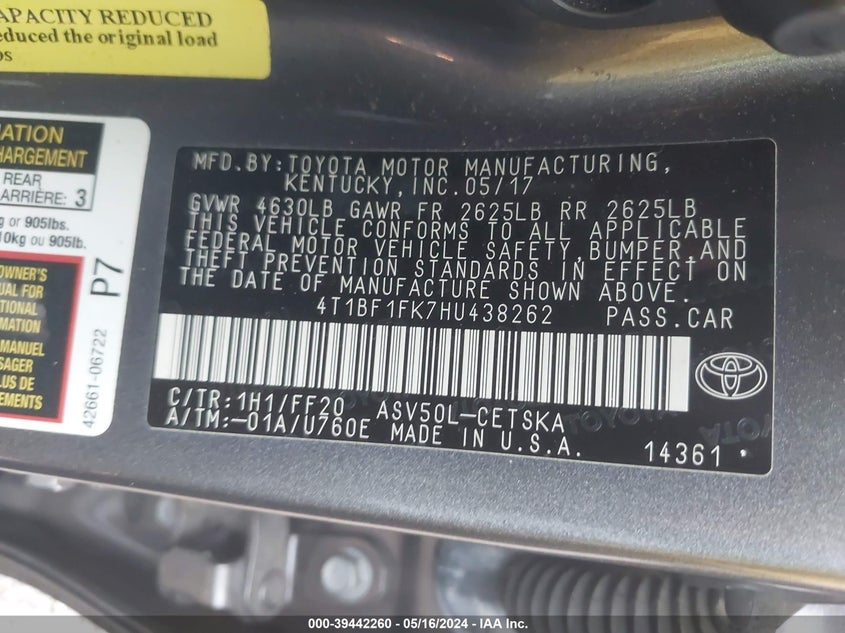 APACITY REDUCED
educed the original load
os
ATION
HARGEMENT
REAR
ARRIÈRE: 3
g or 905lbs.
10kg ou 905lb.
OWNER'S
UAL FOR
TIONAL
RMATION
MANUEL
SAGER
LUS DE
EMENTS
P7
42661-06722
MFD.BY:TOYOTA MOTOR MANUFACTURING,
KENTUCKY,INC.05/17
GVWR 4630LB GAWR FR 2625LB RR 2625LB
THIS VEHICLE CONFORMS TO ALL APPLICABLE
FEDERAL MOTOR VEHICLE SAFETY,BUMPER,AND
THEFT PREVENTION STANDARDS IN EFFECT ON
THE DATE OF MANUFACTURE SHOWN ABOVE.
4T1BF1FK7HU438262 PASS.CAR
C/TR:1H1/FF20 ASV50L-CETSKA
A/TM:-01A/U760E MADE IN U.S.A.
14361
TOYOTA
000-39442260 - 05/16/2024 - IAA Inc.